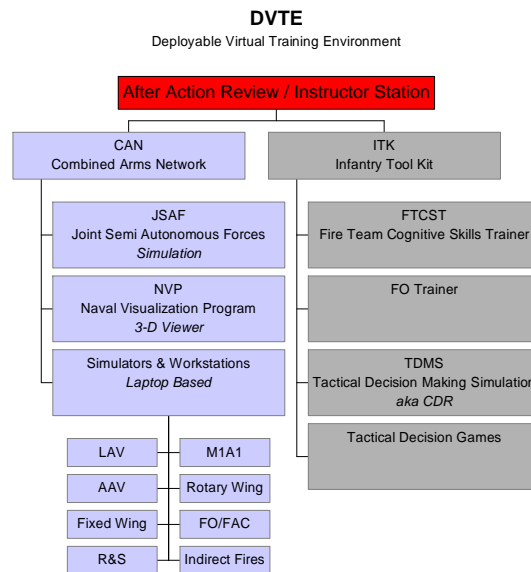 DVTE
Deployable Virtual Training Environment
After Action Review / Instructor Station
CAN
Combined Arms Network
ITK
Infantry Tool Kit
JSAF
Joint Semi Autonomous Forces
Simulation
FTCST
Fire Team Cognitive Skills Trainer
NVP
Naval Visualization Program
3-D Viewer
FO Trainer
Simulators & Workstations
Laptop Based
TDMS
Tactical Decision Making Simulation
aka CDR
Tactical Decision Games
LAV
M1A1
AAV
Rotary Wing
Fixed Wing
FO/FAC
R&S
Indirect Fires